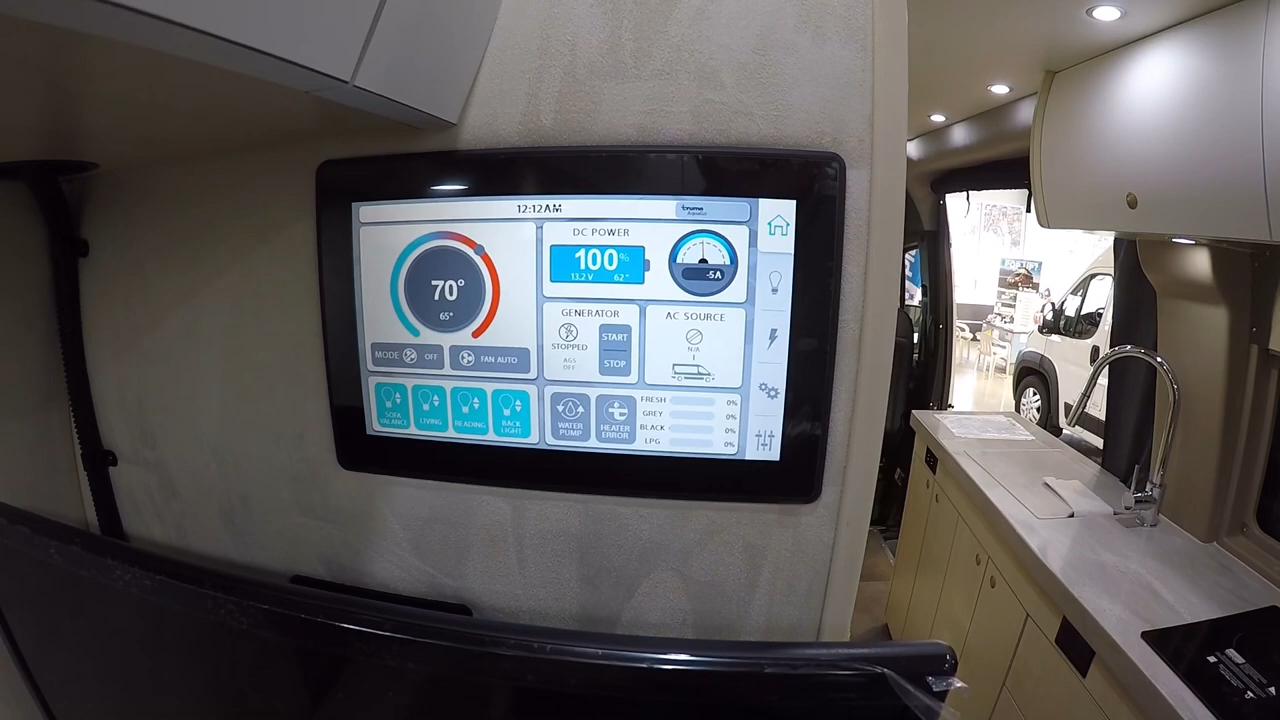 12:12AM
truma
AquaGo
70°
65°
MODE OFF
FAN AUTO
DC POWER
100%
13.2 V 62°
-5A
GENERATOR
STOPPED
AGS
OFF
START
STOP
AC SOURCE
N/A
SOFA
VALANCE
LIVING
READING
BACK
LIGHT
WATER
PUMP
HEATER
ERROR
FRESH 0%
GREY 0%
BLACK 0%
LPG 0%